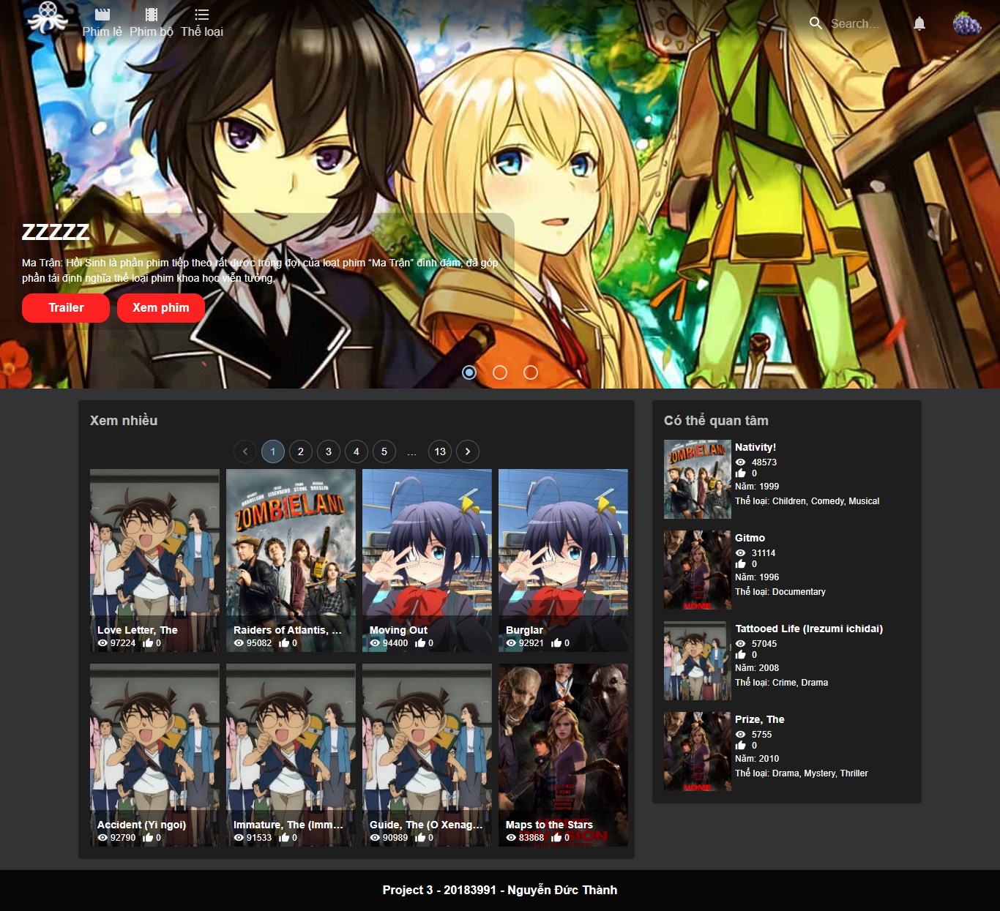 Phim lẻ Phim bộ Thể loại Search...
ZZZZZ
Ma Trận: Hồi Sinh là phần phim tiếp theo rất được trông đợi của loạt phim “Ma Trận” đình đám, đã góp
phần tái định nghĩa thể loại phim khoa học viễn tưởng.
Trailer Xem phim
Xem nhiều
1 2 3 4 5 ... 13
ZOMBIELAND
Love Letter, The
97224 0
Raiders of Atlantis, ...
95082 0
Moving Out
94400 0
Burglar
92921 0
Accident (Yi ngoi)
92790 0
Immature, The (Imm...
91533 0
Guide, The (O Xenag...
90989 0
Maps to the Stars
83868 0
Có thể quan tâm
ZOMBIELAND
Nativity!
48573
0
Năm: 1999
Thể loại: Children, Comedy, Musical
HOME
Gitmo
31114
0
Năm: 1996
Thể loại: Documentary
Tattooed Life (Irezumi ichidai)
57045
0
Năm: 2008
Thể loại: Crime, Drama
HOME
Prize, The
5755
0
Năm: 2010
Thể loại: Drama, Mystery, Thriller
Project 3 - 20183991 - Nguyễn Đức Thành